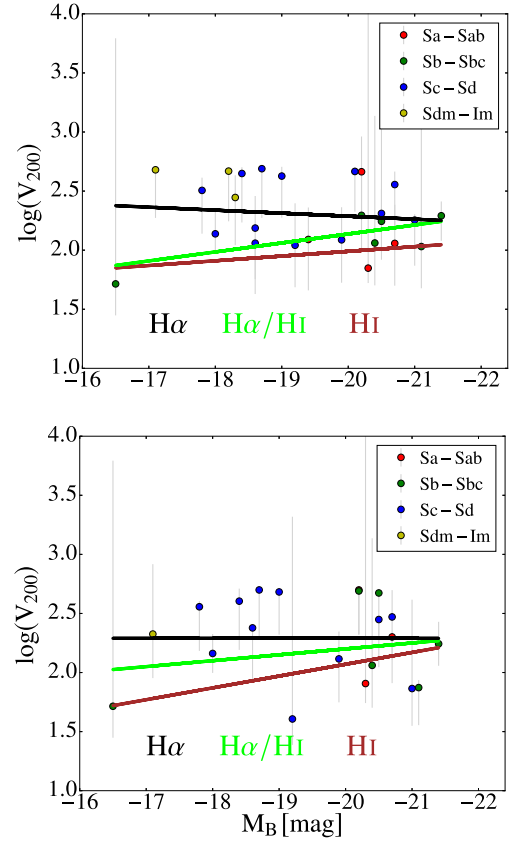 4.0
3.5
3.0
2.5
2.0
1.5
1.0
log(V200)
Sa−Sab
Sb−Sbc
Sc−Sd
Sdm−Im
Hα Hα/HI HI
−16 −17 −18 −19 −20 −21 −22
4.0
3.5
3.0
2.5
2.0
1.5
1.0
log(V200)
Sa−Sab
Sb−Sbc
Sc−Sd
Sdm−Im
Hα Hα/HI HI
−16 −17 −18 −19 −20 −21 −22
MB [mag]